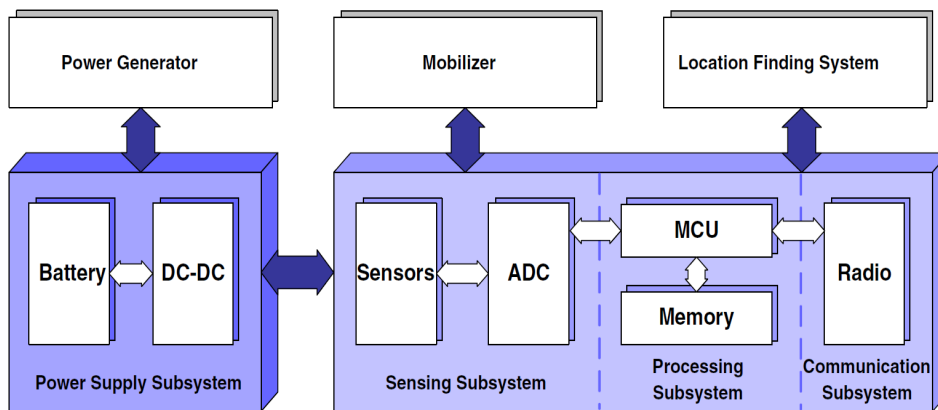 Power Generator
Mobilizer
Location Finding System
Battery
DC-DC
Sensors
ADC
MCU
Memory
Radio
Power Supply Subsystem
Sensing Subsystem
Processing
Subsystem
Communication
Subsystem